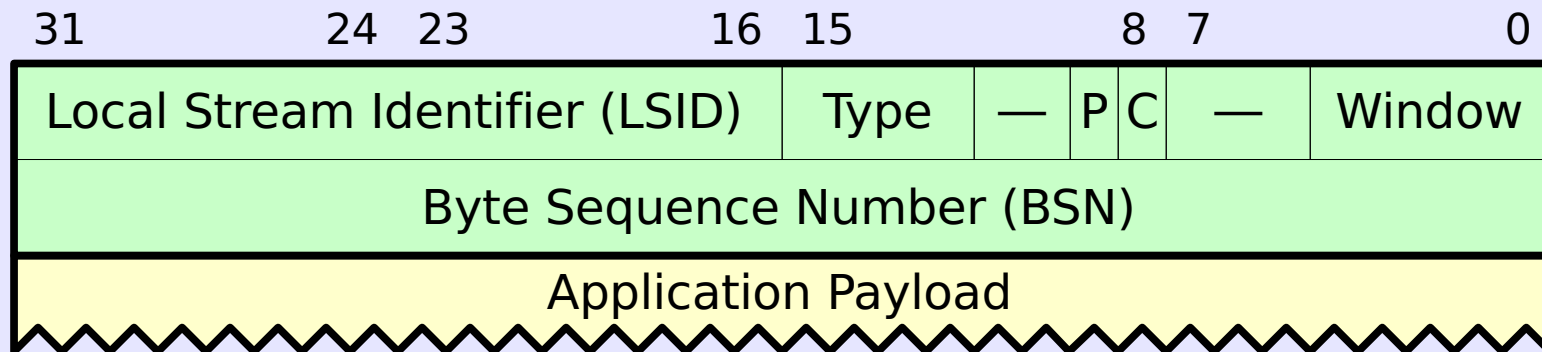 31 24 23 16 15 8 7 0
Local Stream Identifier (LSID) Type — P C — Window
Byte Sequence Number (BSN)
Application Payload